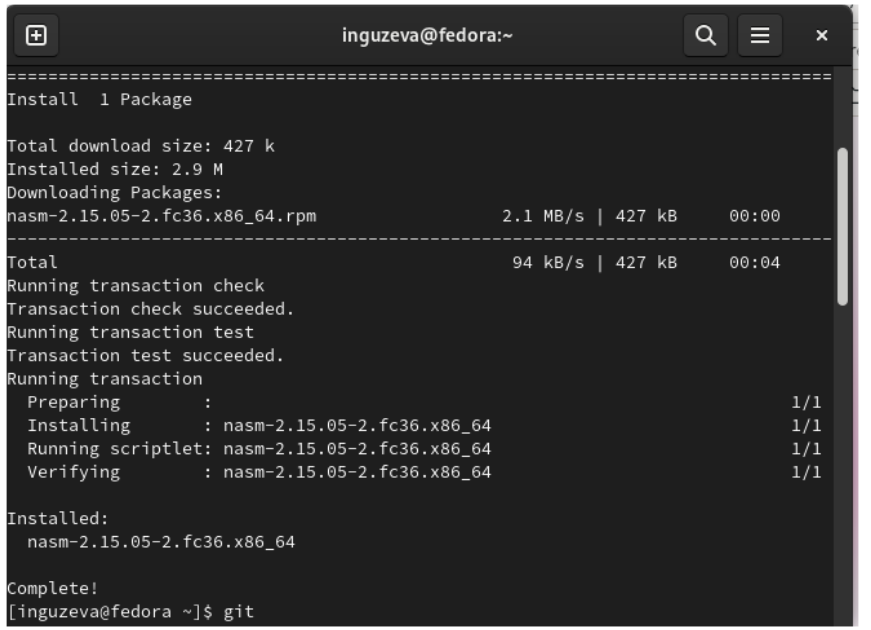 inguzeva@fedora:~
================================================================================
Install  1 Package
Total download size: 427 k
Installed size: 2.9 M
Downloading Packages:
nasm-2.15.05-2.fc36.x86_64.rpm                  2.1 MB/s | 427 kB     00:00
--------------------------------------------------------------------------------
Total                                            94 kB/s | 427 kB     00:04
Running transaction check
Transaction check succeeded.
Running transaction test
Transaction test succeeded.
Running transaction
  Preparing        :                                                        1/1
  Installing       : nasm-2.15.05-2.fc36.x86_64                             1/1
  Running scriptlet: nasm-2.15.05-2.fc36.x86_64                             1/1
  Verifying        : nasm-2.15.05-2.fc36.x86_64                             1/1
Installed:
  nasm-2.15.05-2.fc36.x86_64
Complete!
[inguzeva@fedora ~]$ git